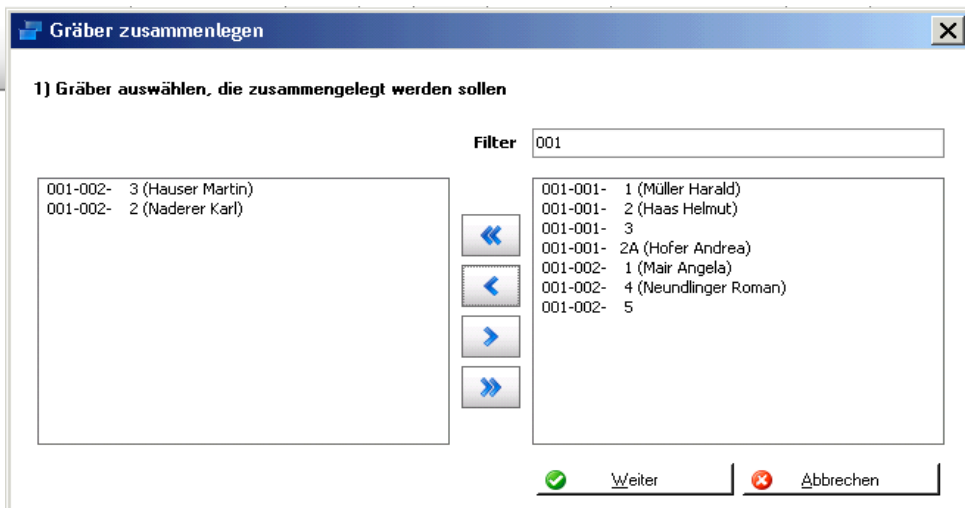 Gräber zusammenlegen
1) Gräber auswählen, die zusammengelegt werden sollen
Filter 001
001-002- 3 (Hauser Martin)
001-002- 2 (Naderer Karl)
001-001- 1 (Müller Harald)
001-001- 2 (Haas Helmut)
001-001- 3
001-001- 2A (Hofer Andrea)
001-002- 1 (Mair Angela)
001-002- 4 (Neundlinger Roman)
001-002- 5
Weiter
Abbrechen